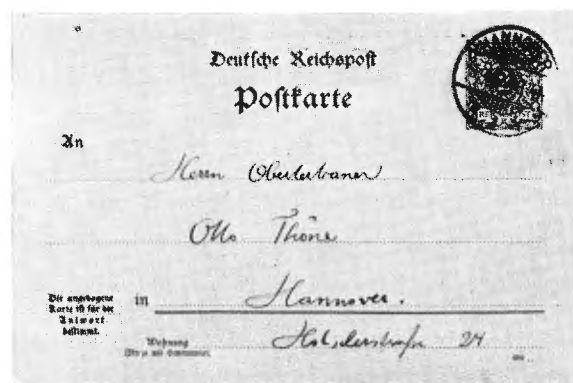 Deutsche Reichspost
Postkarte
HANNOVER
An
Herrn
Otto Thöne
Die angebogene
Karte ist für die
Antwort
bestimmt.
in Hannover.
Wohnung
24